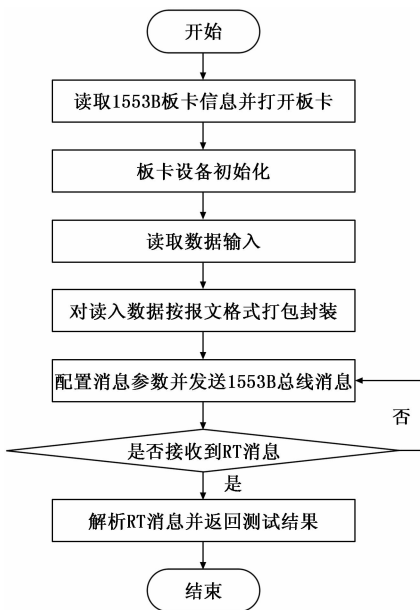 开始
读取1553B板卡信息并打开板卡
板卡设备初始化
读取数据输入
对读入数据按报文格式打包封装
配置消息参数并发送1553B总线消息
否
是否接收到RT消息
是
解析RT消息并返回测试结果
结束